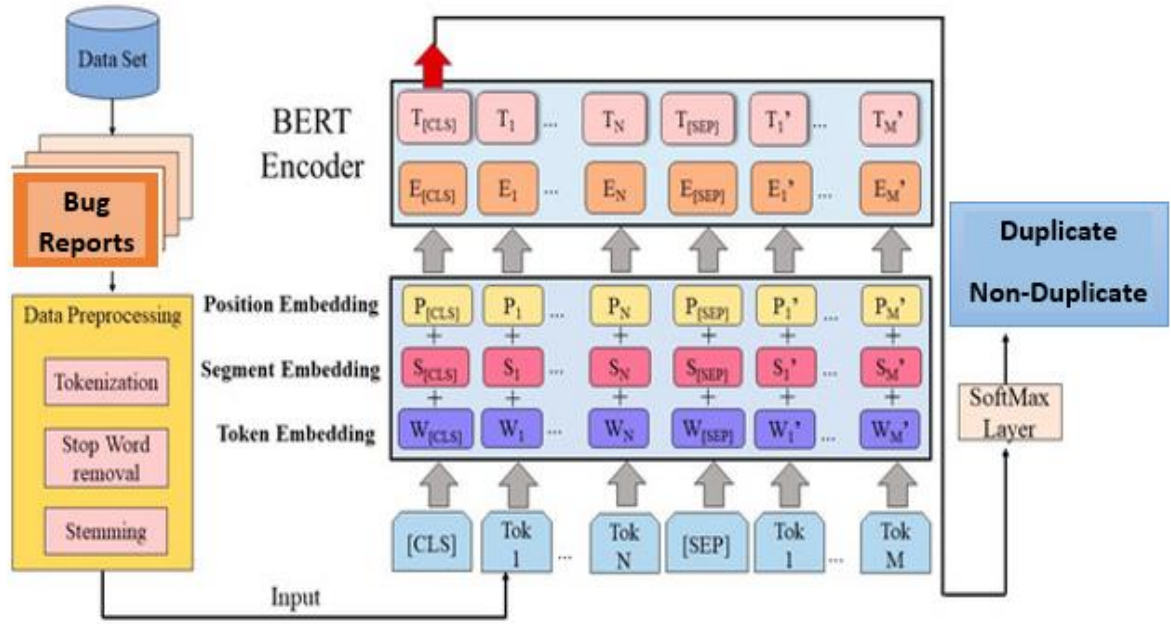 Data Set
Bug
Reports
Data Preprocessing
Tokenization
Stop Word
removal
Stemming
Input
BERT
Encoder
T[CLS] T1 ... TN T[SEP] T1’ ... TM’
E[CLS] E1 ... EN E[SEP] E1’ ... EM’
Position Embedding P[CLS] P1 ... PN P[SEP] P1’ ... PM’
+ + + + + +
Segment Embedding S[CLS] S1 ... SN S[SEP] S1’ ... SM’
+ + + + + +
Token Embedding W[CLS] W1 ... WN W[SEP] W1’ ... WM’
[CLS] Tok 1 ... Tok N [SEP] Tok 1 ... Tok M
Duplicate
Non-Duplicate
SoftMax
Layer